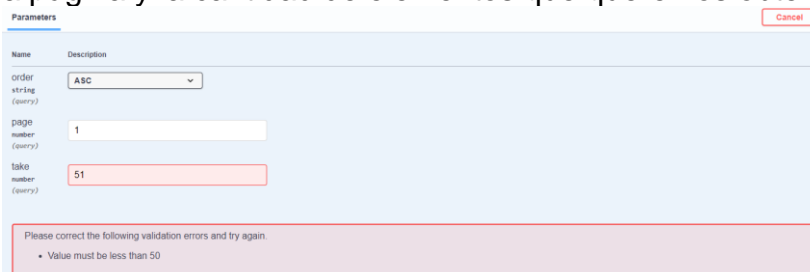 Parameters
Cancel
Name Description
order
string
(query)
ASC
page
number
(query)
1
take
number
(query)
51
Please correct the following validation errors and try again.
• Value must be less than 50